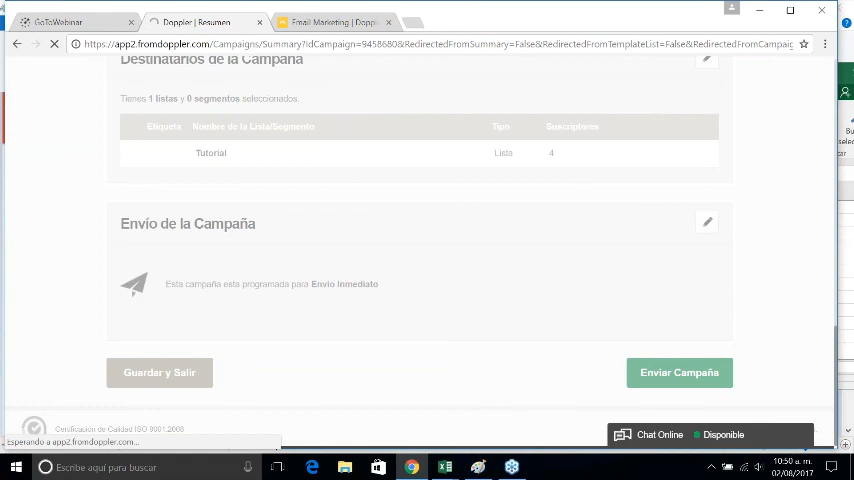 GoToWebinar
Doppler | Resumen
Email Marketing | Doppl
https://app2.fromdoppler.com/Campaigns/Summary?IdCampaign=9458680&RedirectedFromSummary=False&RedirectedFromTemplateList=False&RedirectedFromCampaig
Destinatarios de la Campaña
Tienes 1 listas y 0 segmentos seleccionados.
Etiqueta Nombre de la Lista/Segmento Tipo Suscriptores
Tutorial Lista 4
Envío de la Campaña
Esta campaña esta programada para Envio Inmediato
Guardar y Salir
Enviar Campaña
Certificación de Calidad ISO 9001:2008
Chat Online Disponible
Esperando a app2.fromdoppler.com...
Escribe aquí para buscar
10:50 a. m.
02/08/2017